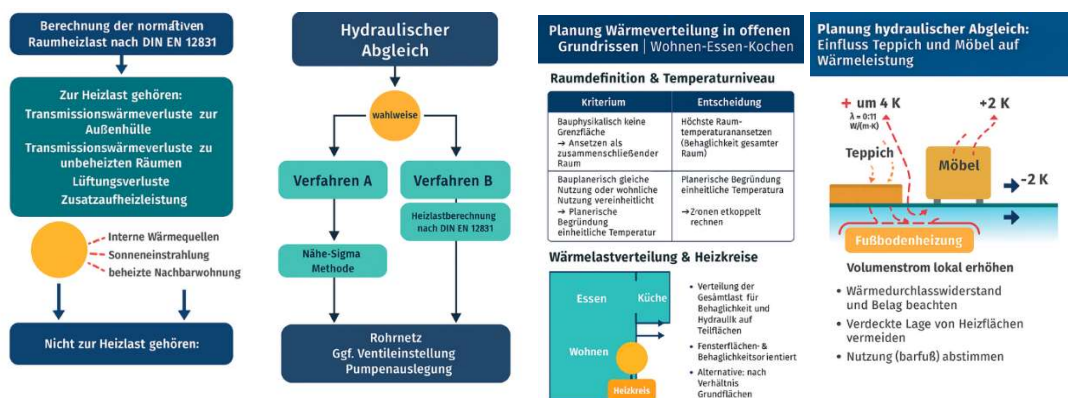 Berechnung der normativen
Raumheizlast nach DIN EN 12831
Zur Heizlast gehören:
Transmissionswärmeverluste zur
Außenhülle
Transmissionswärmeverluste zu
unbeheizten Räumen
Lüftungsverluste
Zusatzaufheizleistung
Interne Wärmequellen
Sonneneinstrahlung
beheizte Nachbarwohnung
Nicht zur Heizlast gehören:
Hydraulischer
Abgleich
wahlweise
Verfahren A
Verfahren B
Heizlastberechnung
nach DIN EN 12831
Nähe-Sigma
Methode
Rohrnetz
Ggf. Ventileinstellung
Pumpenauslegung
Planung Wärmeverteilung in offenen
Grundrissen | Wohnen-Essen-Kochen
Raumdefinition & Temperaturniveau
Kriterium
Entscheidung
Bauphysikalisch keine
Grenzfläche
→ Ansetzen als
zusammenschließender
Raum
Höchste Raum-
temperaturansetzen
(Behaglichkeit gesamter
Raum)
Bauplanerisch gleiche
Nutzung oder wohnliche
Nutzung vereinheitlicht
→ Planerische
Begründung
einheitliche Temperatur
Planerische Begründung
einheitliche Temperatura
→Zronen etkoppelt
rechnen
Wärmelastverteilung & Heizkreise
Essen
Küche
Wohnen
Heizkreis
• Verteilung der
Gesamtlast für
Behaglichkeit und
Hydraulik auf
Teilflächen
• Fensterflächen- &
Behaglichkeitsorientiert
• Alternative: nach
Verhältnis
Grundflächen
Planung hydraulischer Abgleich:
Einfluss Teppich und Möbel auf
Wärmeleistung
+ um 4 K
λ = 0:11
W/(m·K)
+2 K
Teppich
Möbel
-2 K
Fußbodenheizung
Volumenstrom lokal erhöhen
• Wärmedurchlasswiderstand
und Belag beachten
• Verdeckte Lage von Heizflächen
vermeiden
• Nutzung (barfuß) abstimmen